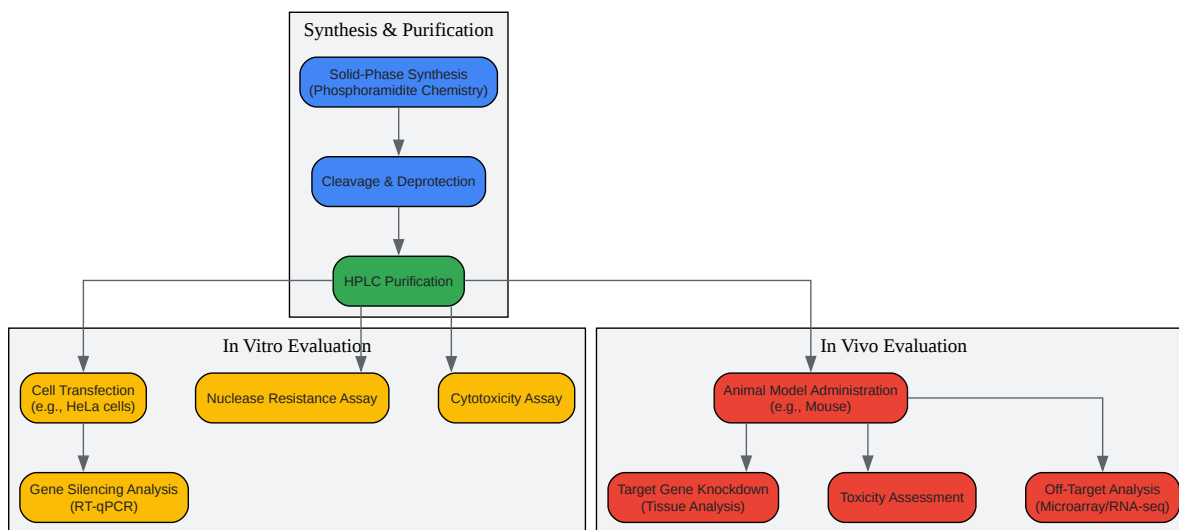 Synthesis & Purification
Solid-Phase Synthesis
(Phosphoramidite Chemistry)
Cleavage & Deprotection
HPLC Purification
In Vitro Evaluation
Cell Transfection
(e.g., HeLa cells)
Nuclease Resistance Assay
Cytotoxicity Assay
Gene Silencing Analysis
(RT-qPCR)
In Vivo Evaluation
Animal Model Administration
(e.g., Mouse)
Target Gene Knockdown
(Tissue Analysis)
Toxicity Assessment
Off-Target Analysis
(Microarray/RNA-seq)